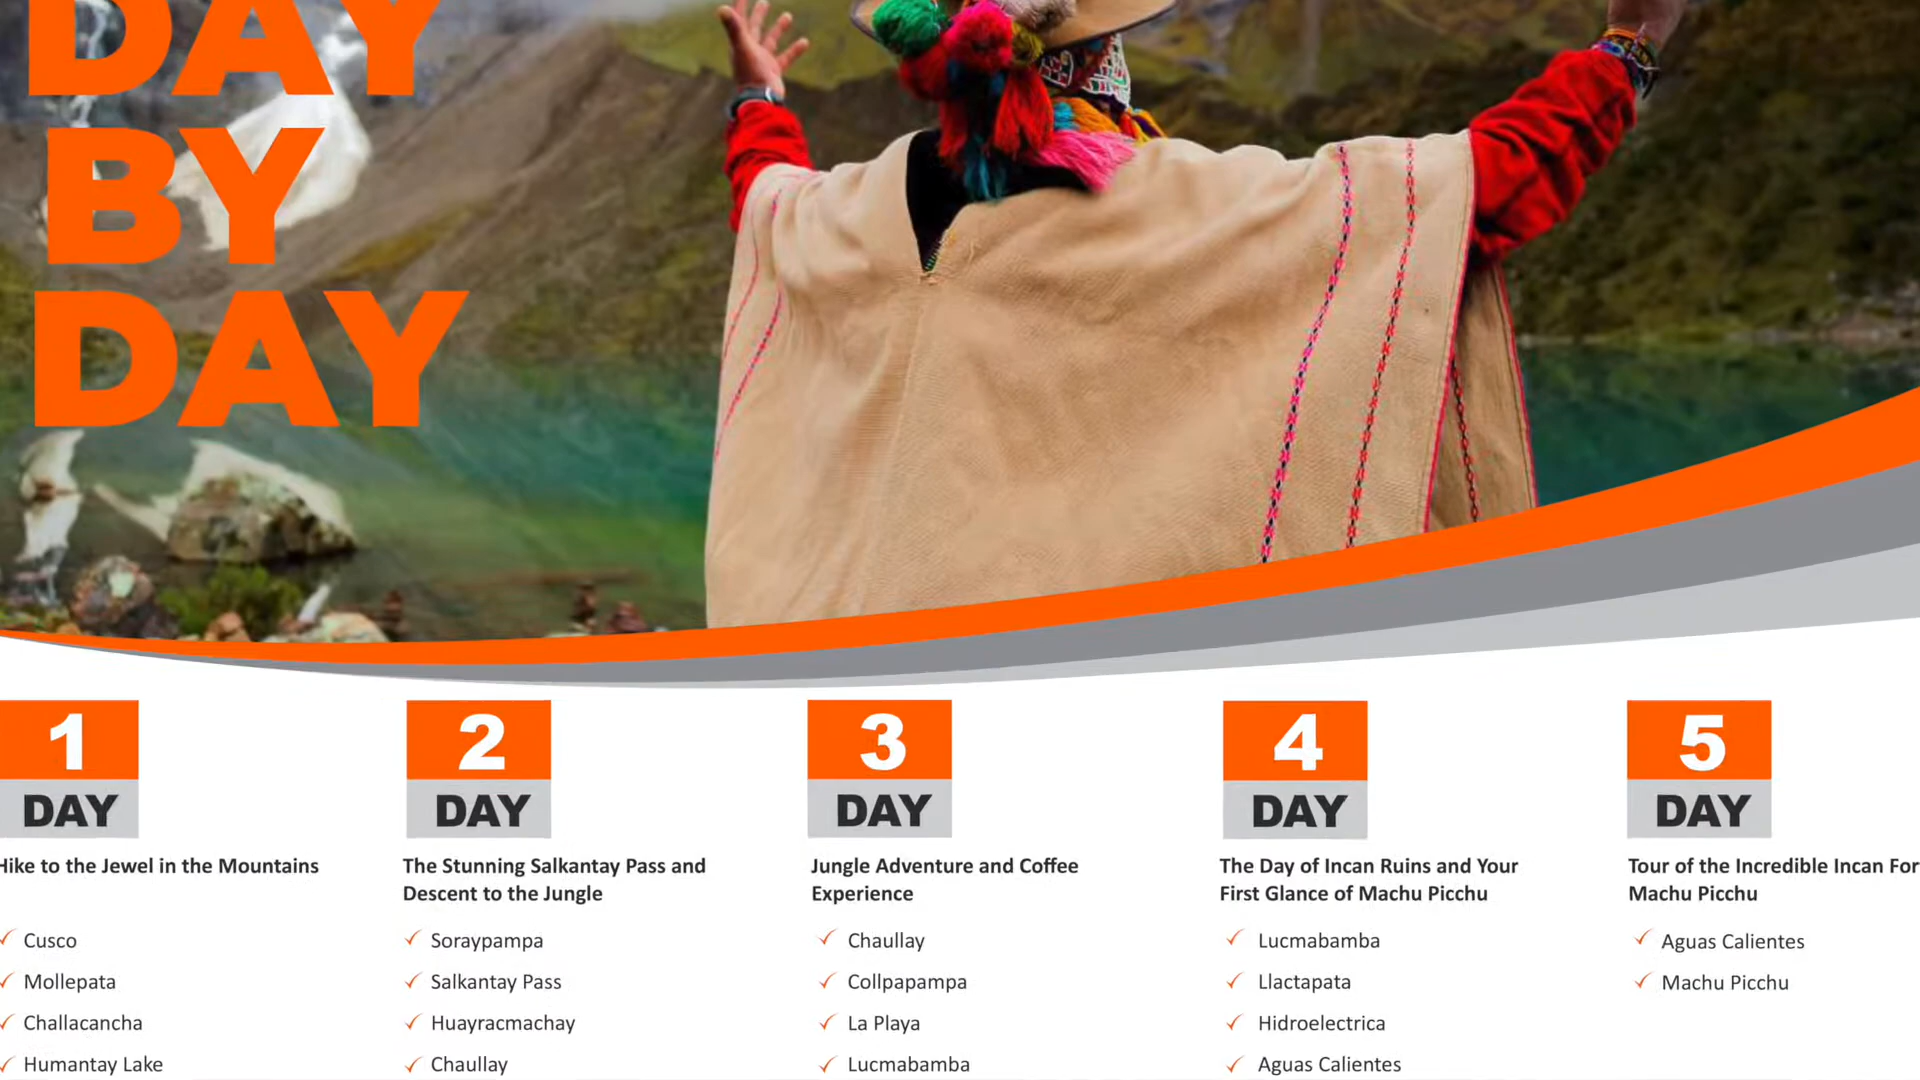 DAY
BY
DAY
1
DAY
Hike to the Jewel in the Mountains
Cusco
Mollepata
Challacancha
Humantay Lake
2
DAY
The Stunning Salkantay Pass and
Descent to the Jungle
Soraypampa
Salkantay Pass
Huayracmachay
Chaullay
3
DAY
Jungle Adventure and Coffee
Experience
Chaullay
Collpapampa
La Playa
Lucmabamba
4
DAY
The Day of Incan Ruins and Your
First Glance of Machu Picchu
Lucmabamba
Llactapata
Hidroelectrica
Aguas Calientes
5
DAY
Tour of the Incredible Incan For
Machu Picchu
Aguas Calientes
Machu Picchu